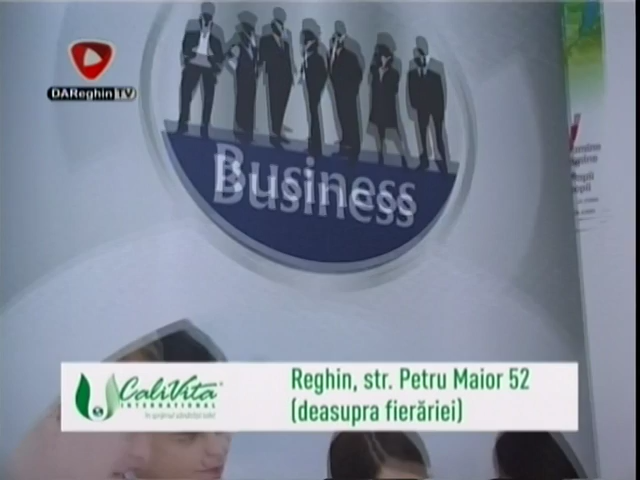 DAReghin TV
Business
CaliVita
INTERNATIONAL
Reghin, str. Petru Maior 52
(deasupra fierăriei)